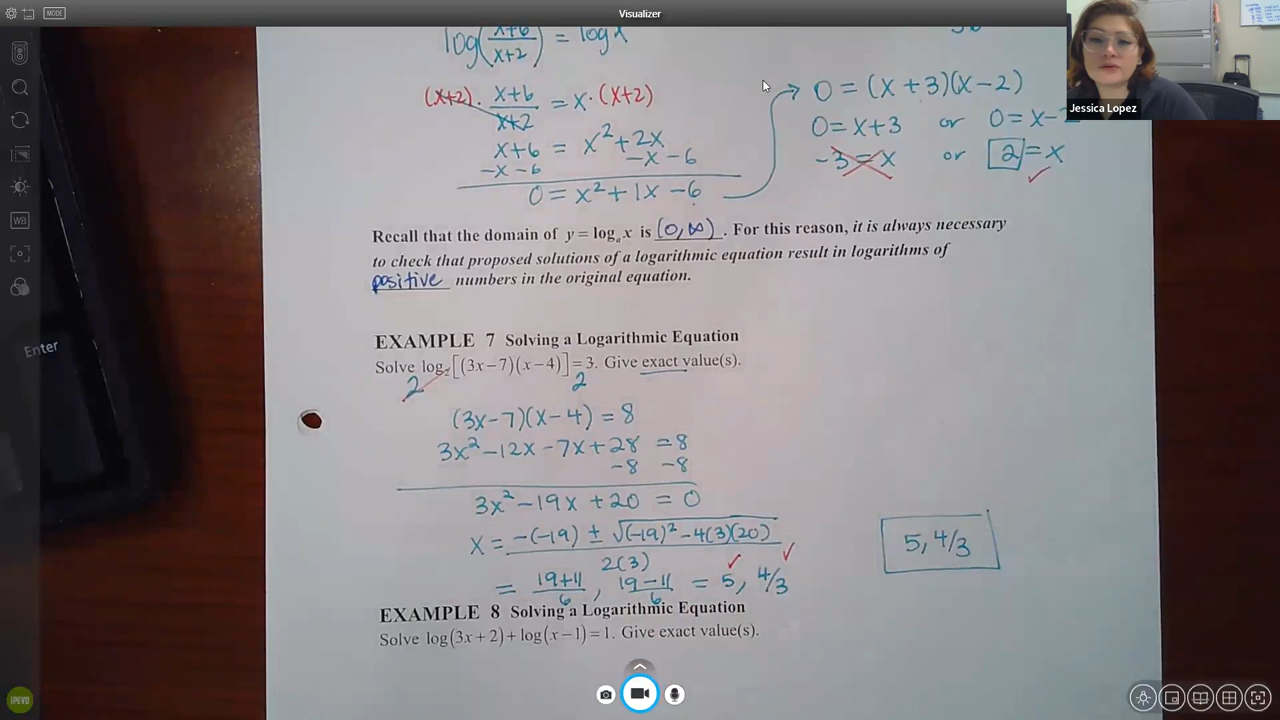 MODE
Visualizer
Jessica Lopez
log((x+6)/(x+2)) = log x
(x+2) · (x+6)/(x+2) = x · (x+2)
x+6 = x² + 2x
-x - 6 -x - 6
0 = x² + 1x - 6
0 = (x + 3)(x - 2)
0 = x+3 or 0 = x-2
-3 = x or 2 = x
Recall that the domain of y = logₐ x is (0, ∞). For this reason, it is always necessary
to check that proposed solutions of a logarithmic equation result in logarithms of
positive numbers in the original equation.
Enter
EXAMPLE 7 Solving a Logarithmic Equation
Solve log₂[(3x−7)(x−4)] = 3. Give exact value(s).
2 2
(3x-7)(x-4) = 8
3x² -12x -7x +28 = 8
-8 -8
3x² - 19x + 20 = 0
x = (-(-19) ± √((-19)² - 4(3)(20))) / 2(3)
= (19+11)/6, (19-11)/6 = 5, 4/3
5, 4/3
EXAMPLE 8 Solving a Logarithmic Equation
Solve log(3x+2)+log(x−1)=1. Give exact value(s).
WB
IPEVO